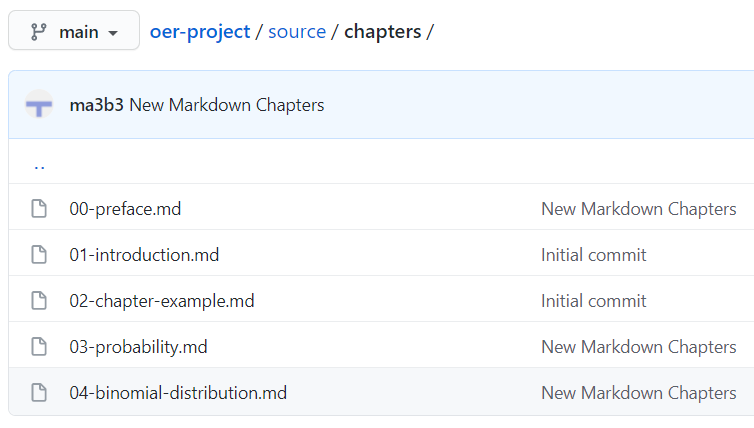 main oer-project / source / chapters /
ma3b3 New Markdown Chapters
..
00-preface.md New Markdown Chapters
01-introduction.md Initial commit
02-chapter-example.md Initial commit
03-probability.md New Markdown Chapters
04-binomial-distribution.md New Markdown Chapters